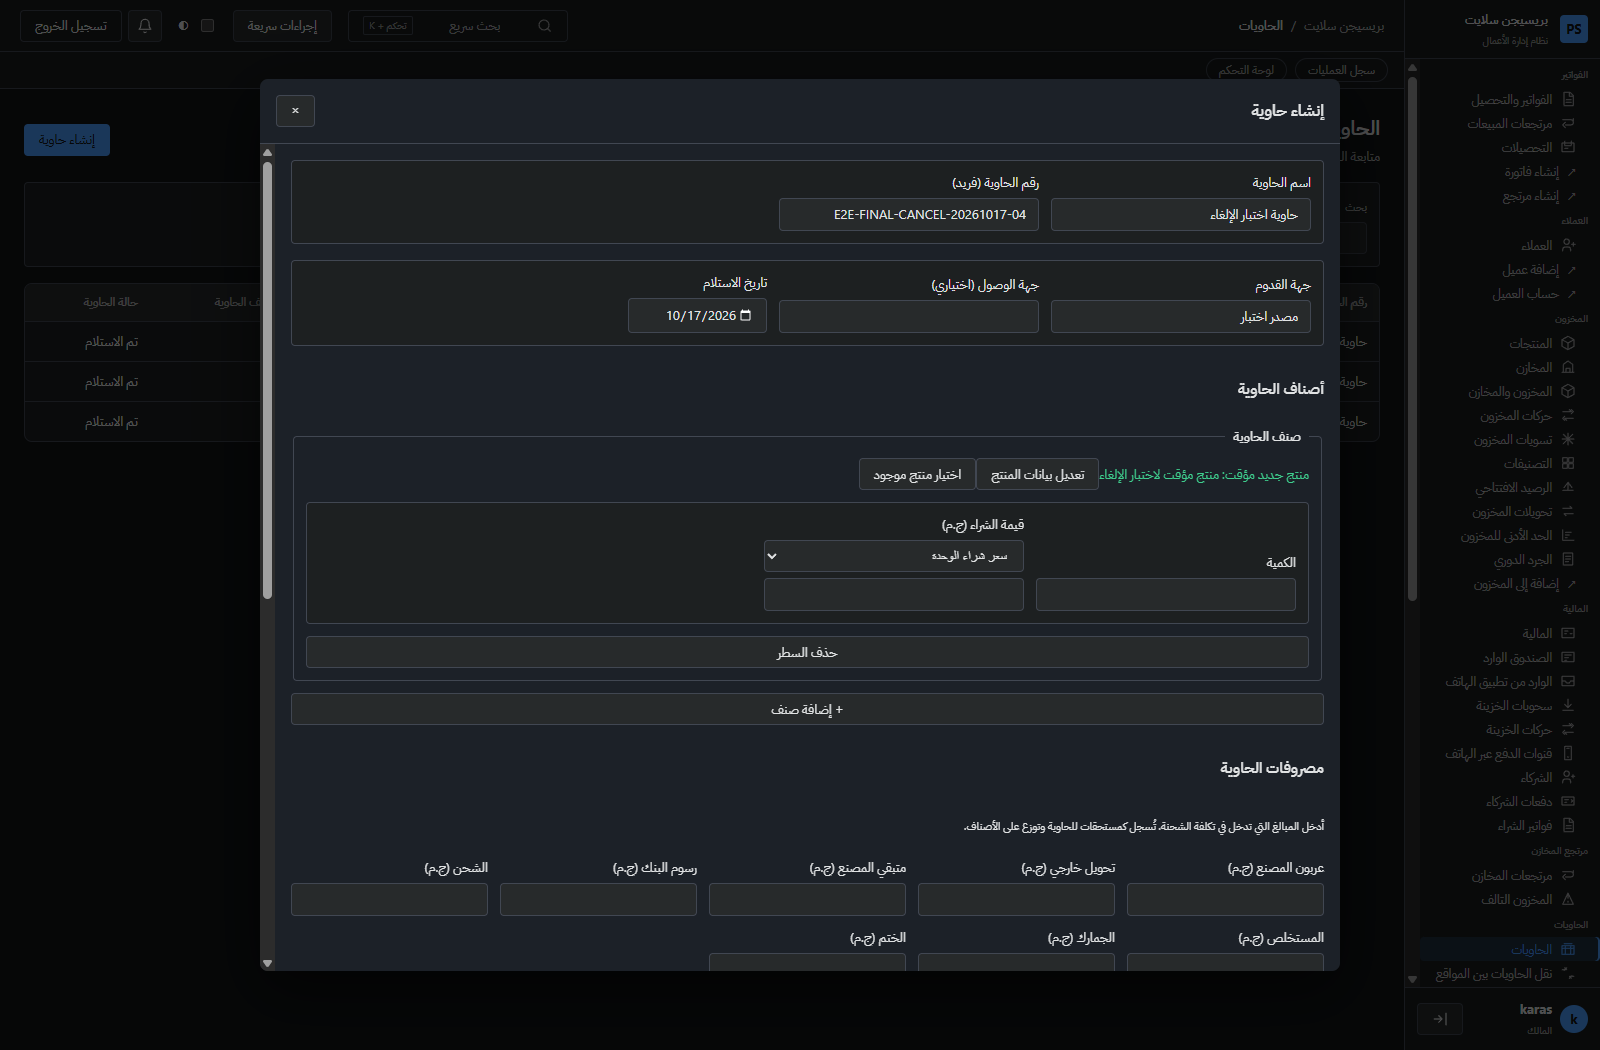 PS
بريسيجن سلايت
نظام إدارة الأعمال
بريسيجن سلايت / الحاويات
بحث سريع
تحكم + K
إجراءات سريعة
تسجيل الخروج
سجل العمليات
لوحة التحكم
الفواتير
الفواتير والتحصيل
مرتجعات المبيعات
التحصيلات
إنشاء فاتورة
إنشاء مرتجع
العملاء
العملاء
إضافة عميل
حساب العميل
المخزون
المنتجات
المخازن
المخزون والمخازن
حركات المخزون
تسويات المخزون
التصنيفات
الرصيد الافتتاحي
تحويلات المخزون
الحد الأدنى للمخزون
الجرد الدوري
إضافة إلى المخزون
المالية
المالية
الصندوق الوارد
الوارد من تطبيق الهاتف
سحوبات الخزينة
حركات الخزينة
قنوات الدفع عبر الهاتف
الشركاء
دفعات الشركاء
فواتير الشراء
مرتجع المخازن
مرتجعات المخازن
المخزون التالف
الحاويات
الحاويات
نقل الحاويات بين المواقع
karas
المالك
k
إنشاء حاوية
بحث
حالة الحاوية
تم الاستلام
تم الاستلام
تم الاستلام
حاوية
حاوية
حاوية
إنشاء حاوية
×
اسم الحاوية
رقم الحاوية (فريد)
حاوية اختبار الإلغاء
E2E-FINAL-CANCEL-20261017-04
جهة القدوم
جهة الوصول (اختياري)
تاريخ الاستلام
مصدر اختبار
10/17/2026
أصناف الحاوية
صنف الحاوية
منتج جديد مؤقت: منتج مؤقت لاختبار الإلغاء
تعديل بيانات المنتج
اختيار منتج موجود
قيمة الشراء (ج.م)
الكمية
سعر شراء الوحدة
حذف السطر
+ إضافة صنف
مصروفات الحاوية
أدخل المبالغ التي تدخل في تكلفة الشحنة. تُسجل كمستحقات للحاوية وتوزع على الأصناف.
عربون المصنع (ج.م)
تحويل خارجي (ج.م)
متبقي المصنع (ج.م)
رسوم البنك (ج.م)
الشحن (ج.م)
المستخلص (ج.م)
الجمارك (ج.م)
الختم (ج.م)